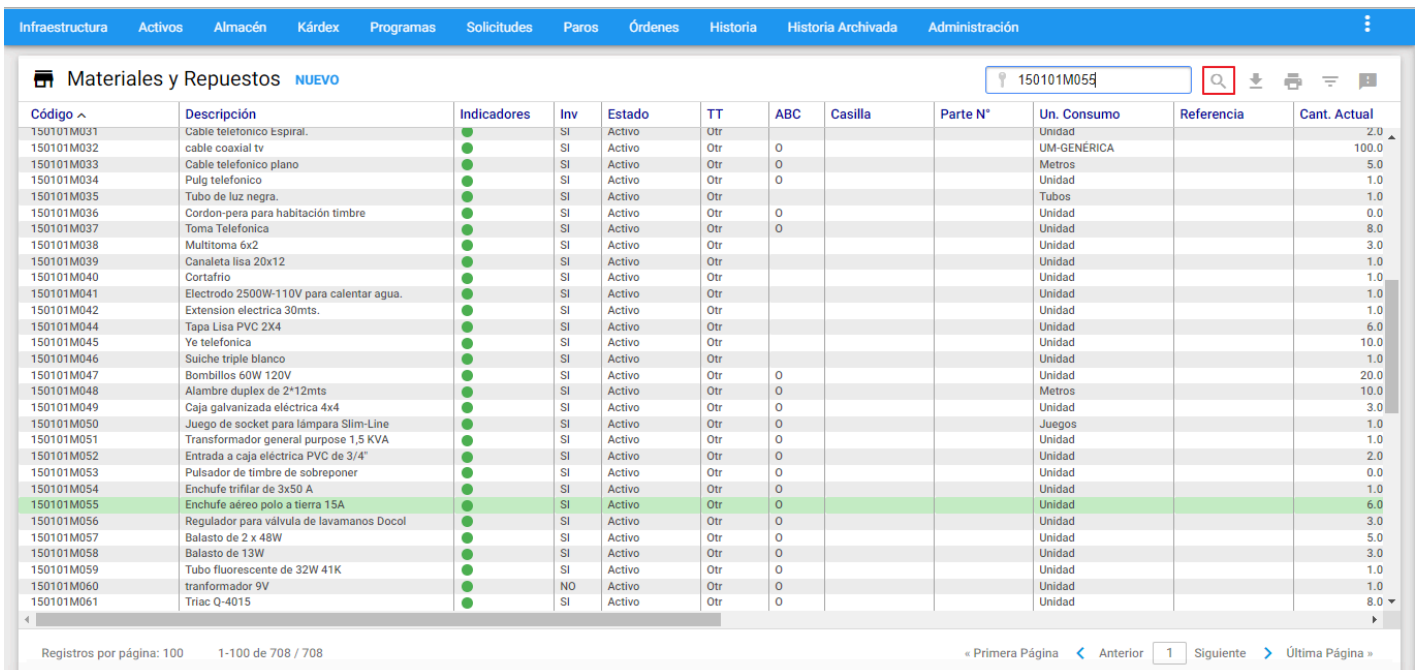 Infraestructura Activos Almacén Kárdex Programas Solicitudes Paros Órdenes Historia Historia Archivada Administración
Materiales y Repuestos NUEVO 150101M055
Código Descripción Indicadores Inv Estado TT ABC Casilla Parte N° Un. Consumo Referencia Cant. Actual
150101M031 Cable telefonico Espiral. SI Activo Otr Unidad 2.0
150101M032 cable coaxial tv SI Activo Otr O UM-GENÉRICA 100.0
150101M033 Cable telefonico plano SI Activo Otr O Metros 5.0
150101M034 Pulg telefonico SI Activo Otr O Unidad 1.0
150101M035 Tubo de luz negra. SI Activo Otr Tubos 1.0
150101M036 Cordon-pera para habitación timbre SI Activo Otr O Unidad 0.0
150101M037 Toma Telefonica SI Activo Otr O Unidad 8.0
150101M038 Multitoma 6x2 SI Activo Otr Unidad 3.0
150101M039 Canaleta lisa 20x12 SI Activo Otr Unidad 1.0
150101M040 Cortafrio SI Activo Otr Unidad 1.0
150101M041 Electrodo 2500W-110V para calentar agua. SI Activo Otr Unidad 1.0
150101M042 Extension electrica 30mts. SI Activo Otr Unidad 1.0
150101M044 Tapa Lisa PVC 2X4 SI Activo Otr Unidad 6.0
150101M045 Ye telefonica SI Activo Otr Unidad 10.0
150101M046 Suiche triple blanco SI Activo Otr Unidad 1.0
150101M047 Bombillos 60W 120V SI Activo Otr O Unidad 20.0
150101M048 Alambre duplex de 2*12mts SI Activo Otr O Metros 10.0
150101M049 Caja galvanizada eléctrica 4x4 SI Activo Otr O Unidad 3.0
150101M050 Juego de socket para lámpara Slim-Line SI Activo Otr O Juegos 1.0
150101M051 Transformador general purpose 1,5 KVA SI Activo Otr O Unidad 1.0
150101M052 Entrada a caja eléctrica PVC de 3/4" SI Activo Otr O Unidad 2.0
150101M053 Pulsador de timbre de sobreponer SI Activo Otr O Unidad 0.0
150101M054 Enchufe trifilar de 3x50 A SI Activo Otr O Unidad 1.0
150101M055 Enchufe aéreo polo a tierra 15A SI Activo Otr O Unidad 6.0
150101M056 Regulador para válvula de lavamanos Docol SI Activo Otr O Unidad 3.0
150101M057 Balasto de 2 x 48W SI Activo Otr O Unidad 5.0
150101M058 Balasto de 13W SI Activo Otr O Unidad 3.0
150101M059 Tubo fluorescente de 32W 41K SI Activo Otr O Unidad 1.0
150101M060 tranformador 9V NO Activo Otr O Unidad 1.0
150101M061 Triac Q-4015 SI Activo Otr O Unidad 8.0
Registros por página: 100 1-100 de 708 / 708 « Primera Página Anterior 1 Siguiente Última Página »